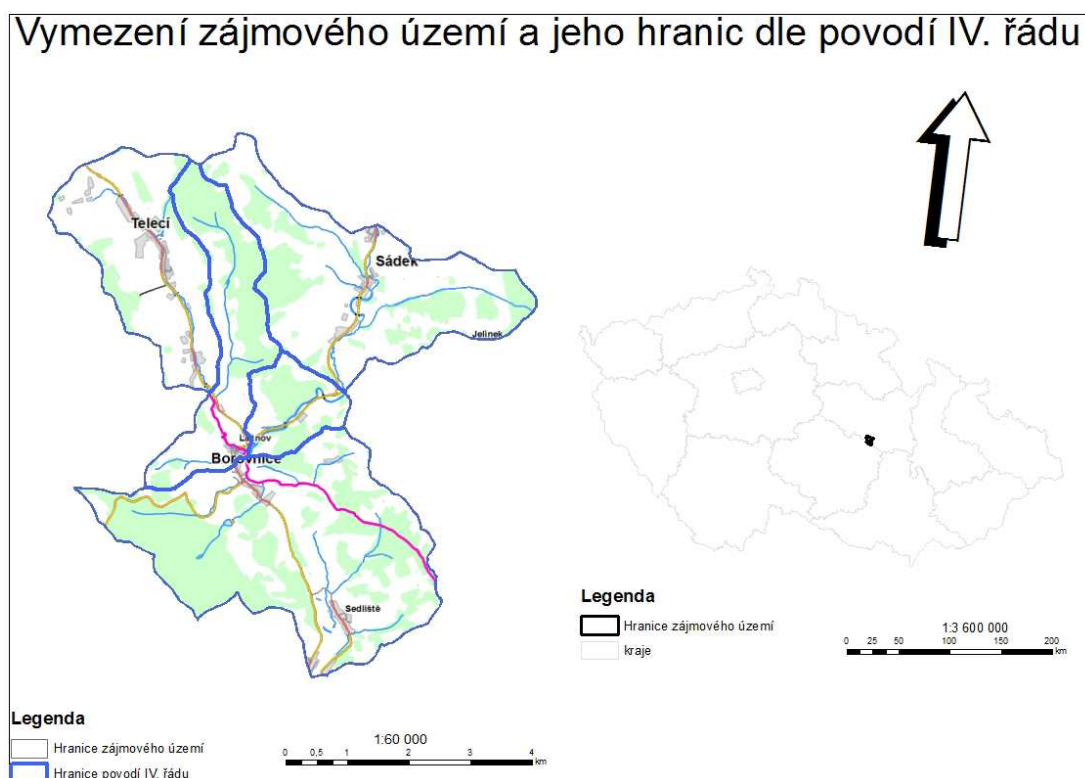 Vymezení zájmového území a jeho hranic dle povodí IV. řádu
Telecí
Sádek
Jelínek
Borovnice
Sedliště
Legenda
Hranice zájmového území
kraje
1:3 600 000
0 25 50 100 150 200
km
Legenda
Hranice zájmového území
Hranice povodí IV. řádu
1:60 000
0 0,5 1 2 3 4
km